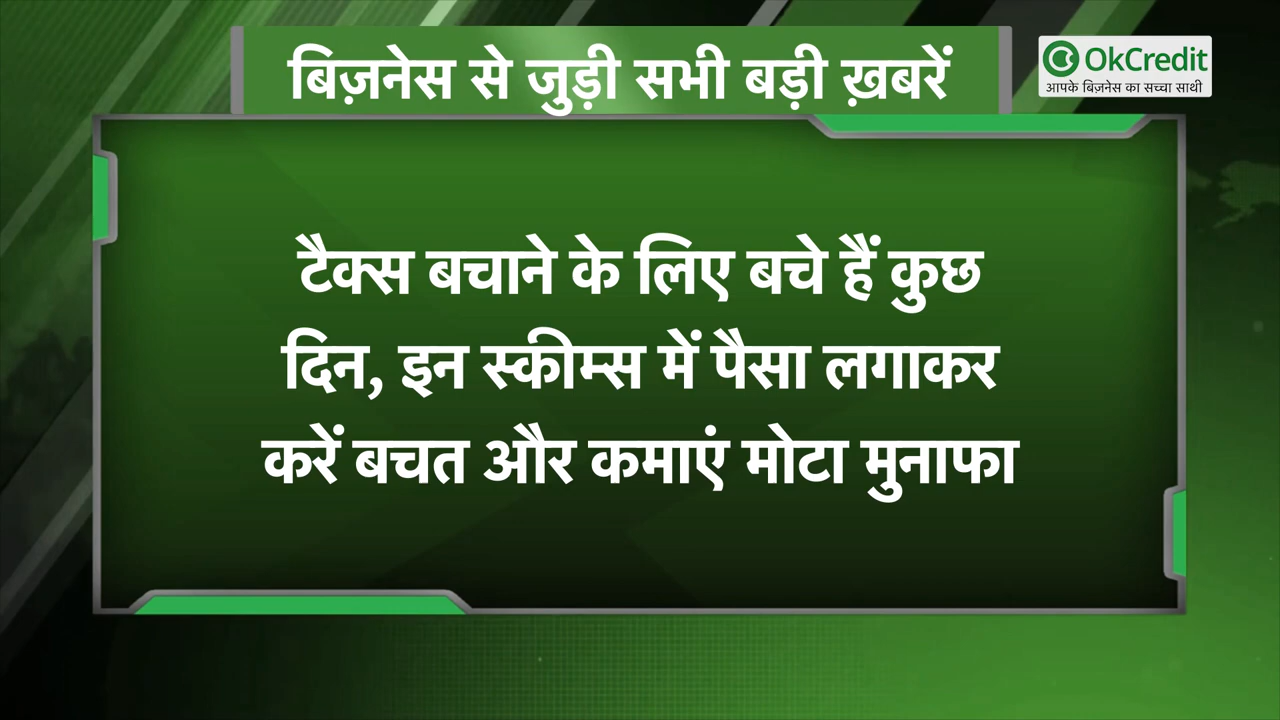 बिज़नेस से जुड़ी सभी बड़ी ख़बरें
OkCredit
आपके बिज़नेस का सच्चा साथी
टैक्स बचाने के लिए बचे हैं कुछ
दिन, इन स्कीम्स में पैसा लगाकर
करें बचत और कमाएं मोटा मुनाफा